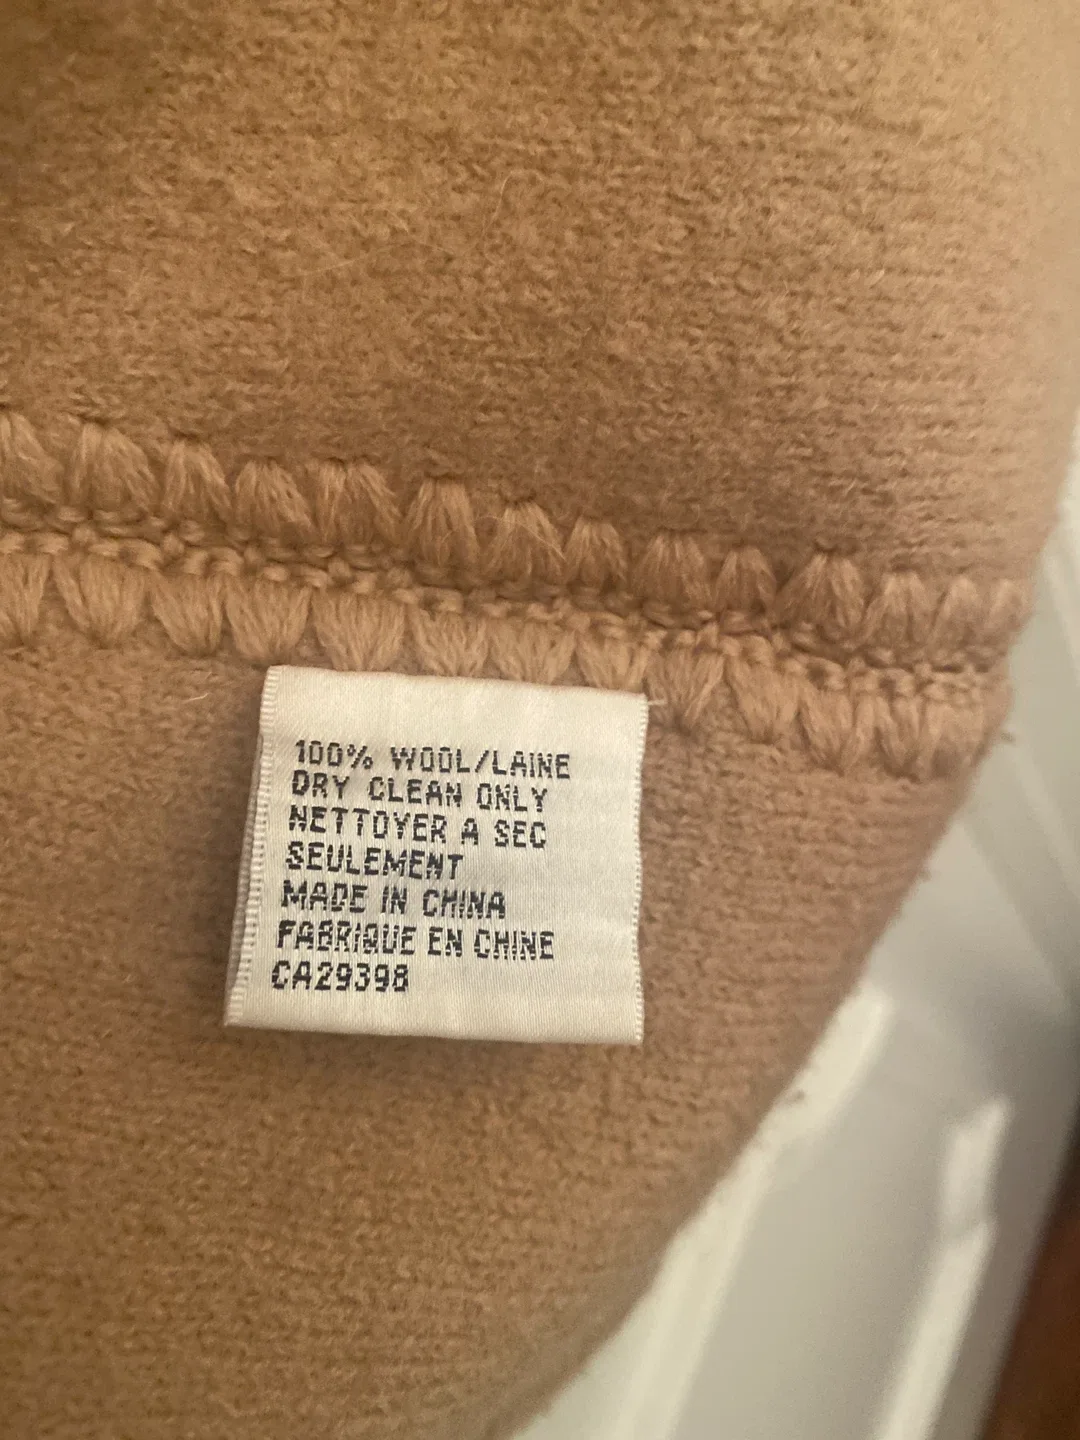 100% WOOL/LAINE
DRY CLEAN ONLY
NETTOYER A SEC
SEULEMENT
MADE IN CHINA
FABRIQUE EN CHINE
CA29398